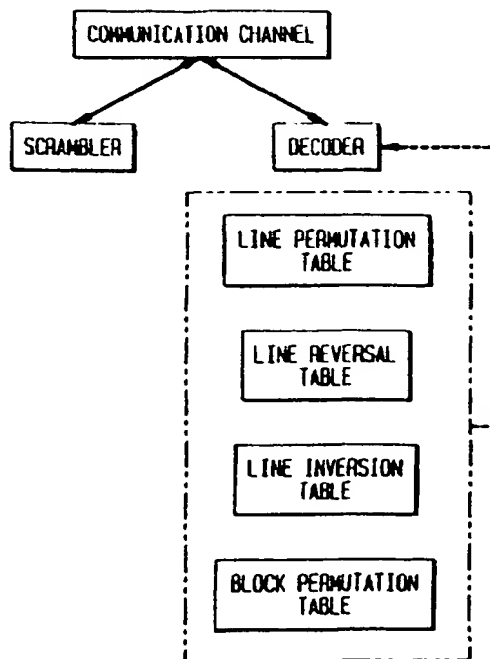 COMMUNICATION CHANNEL
SCRAMBLER
DECODER
LINE PERMUTATION
TABLE
LINE REVERSAL
TABLE
LINE INVERSION
TABLE
BLOCK PERMUTATION
TABLE